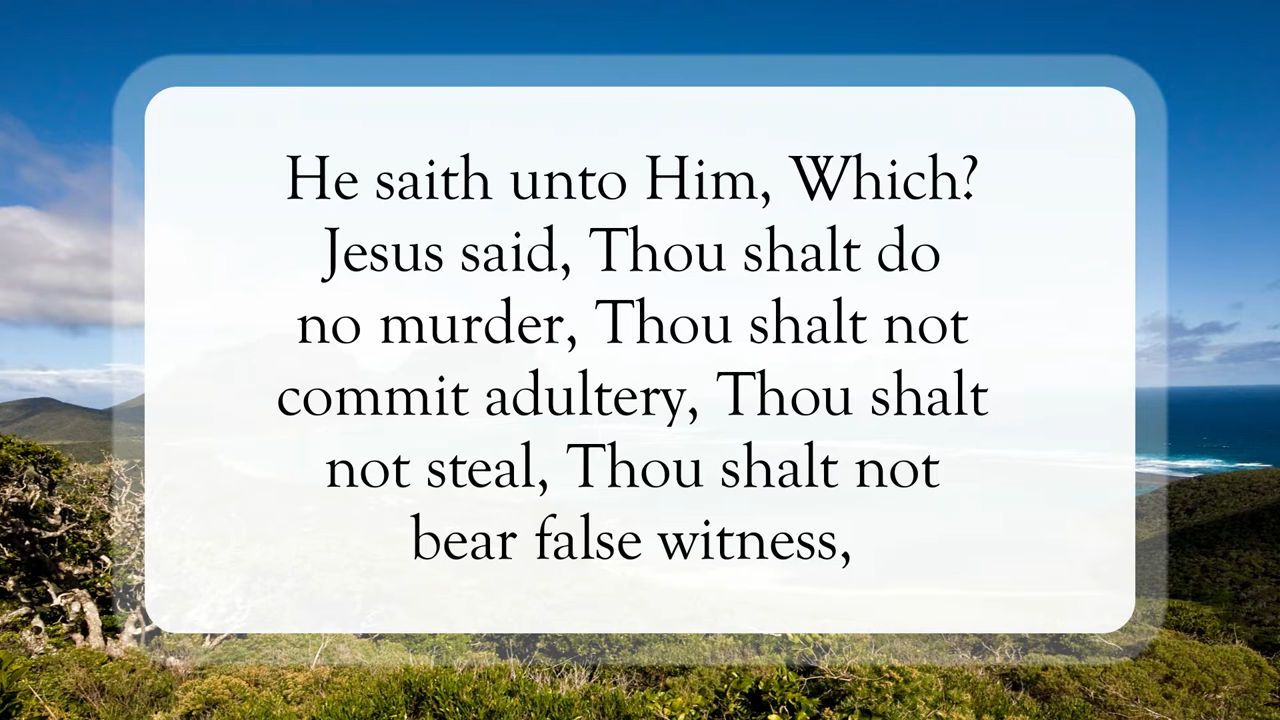 He saith unto Him, Which?
Jesus said, Thou shalt do
no murder, Thou shalt not
commit adultery, Thou shalt
not steal, Thou shalt not
bear false witness,